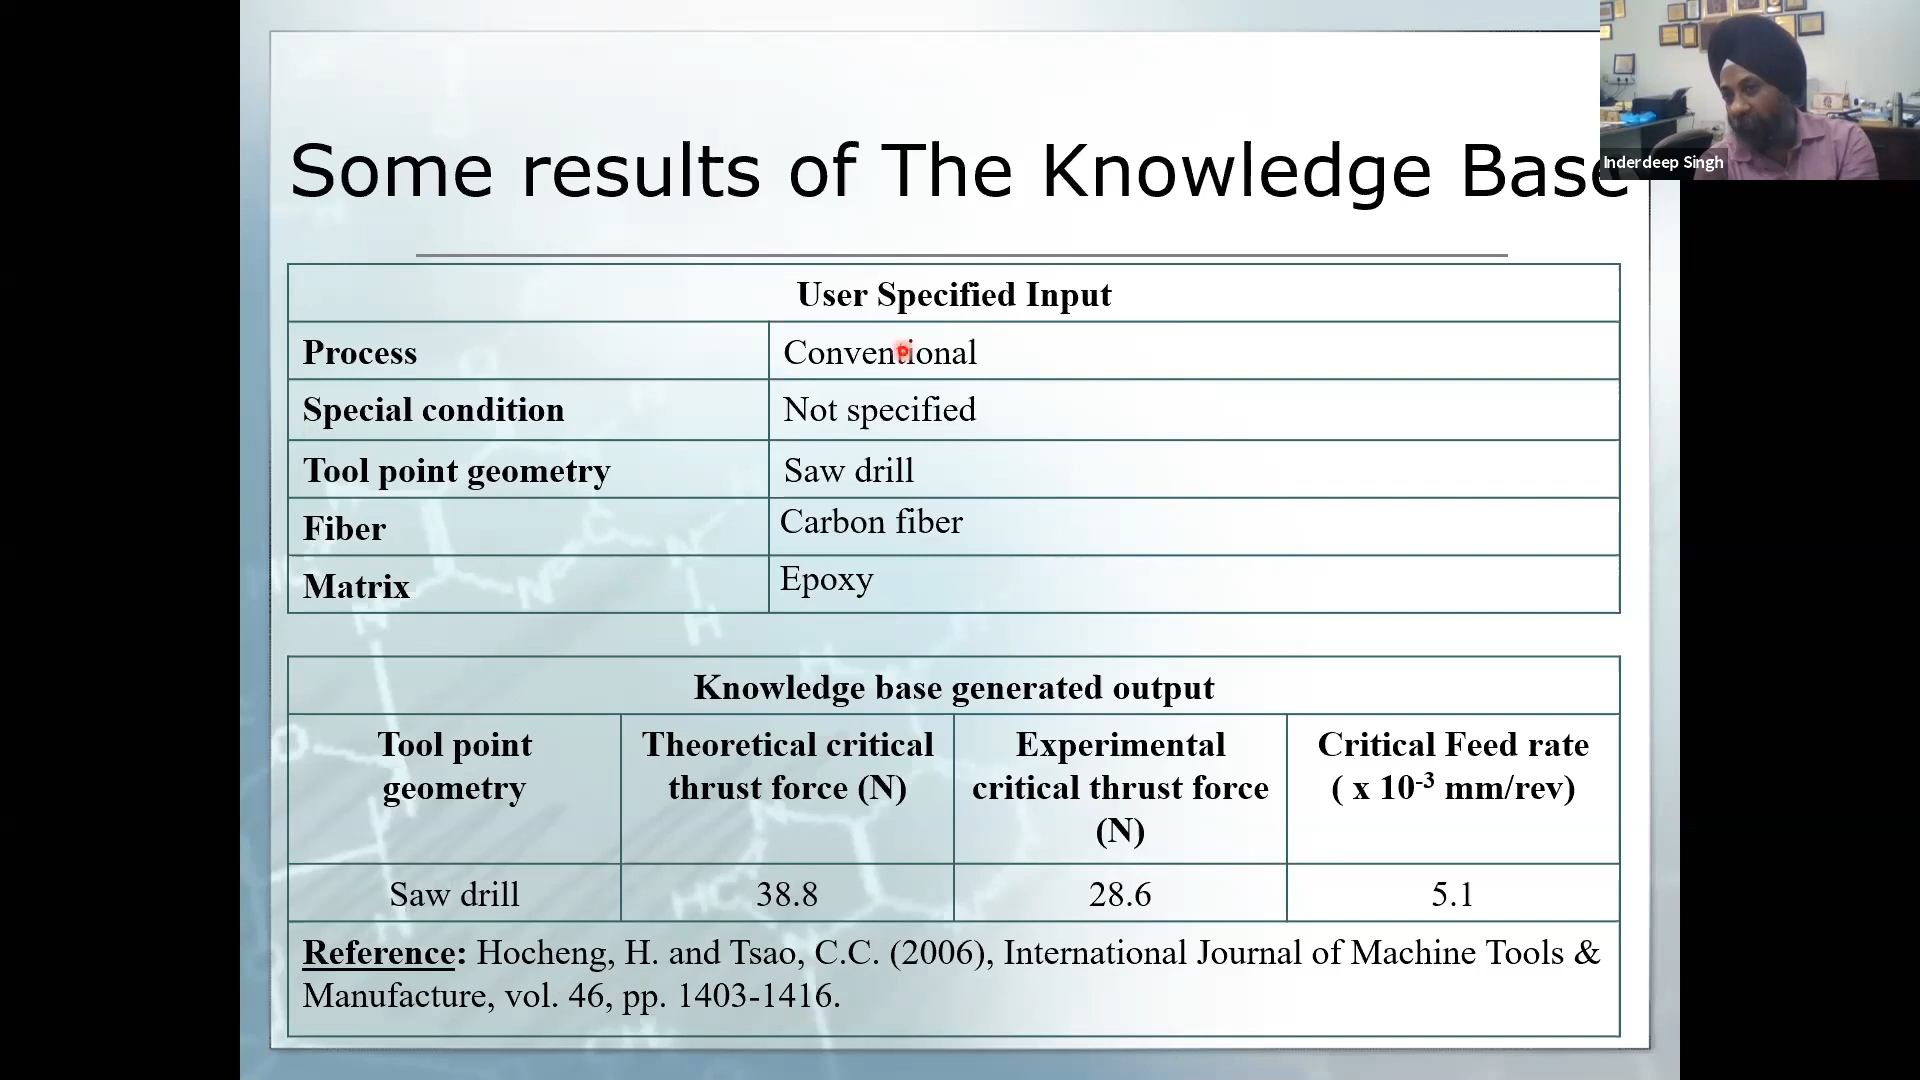 Some results of The Knowledge Base
Inderdeep Singh
User Specified Input
Process Conventional
Special condition Not specified
Tool point geometry Saw drill
Fiber Carbon fiber
Matrix Epoxy
Knowledge base generated output
Tool point geometry
Theoretical critical thrust force (N)
Experimental critical thrust force (N)
Critical Feed rate ( x 10⁻³ mm/rev)
Saw drill 38.8 28.6 5.1
Reference: Hocheng, H. and Tsao, C.C. (2006), International Journal of Machine Tools &
Manufacture, vol. 46, pp. 1403-1416.